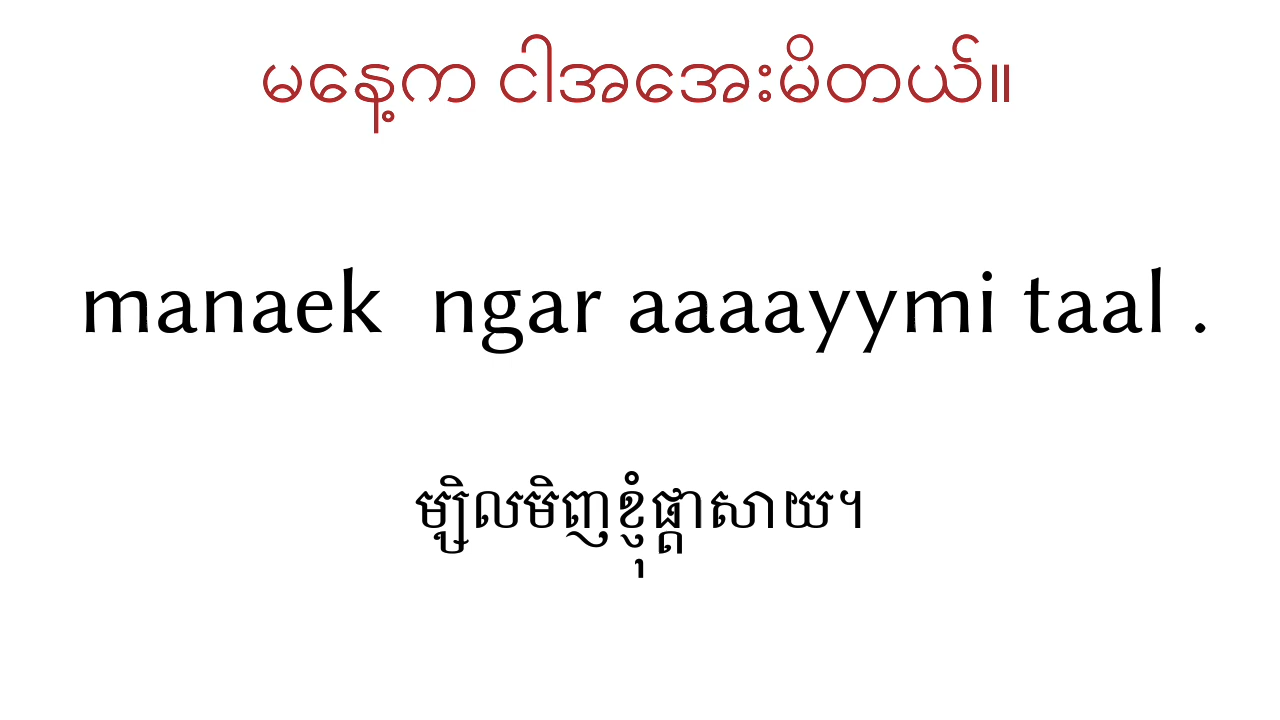 မနေ့က ငါအအေးမိတယ်။
manaek ngar aaaayymi taal .
ម្សិលមិញខ្ញុំផ្តាសាយ។